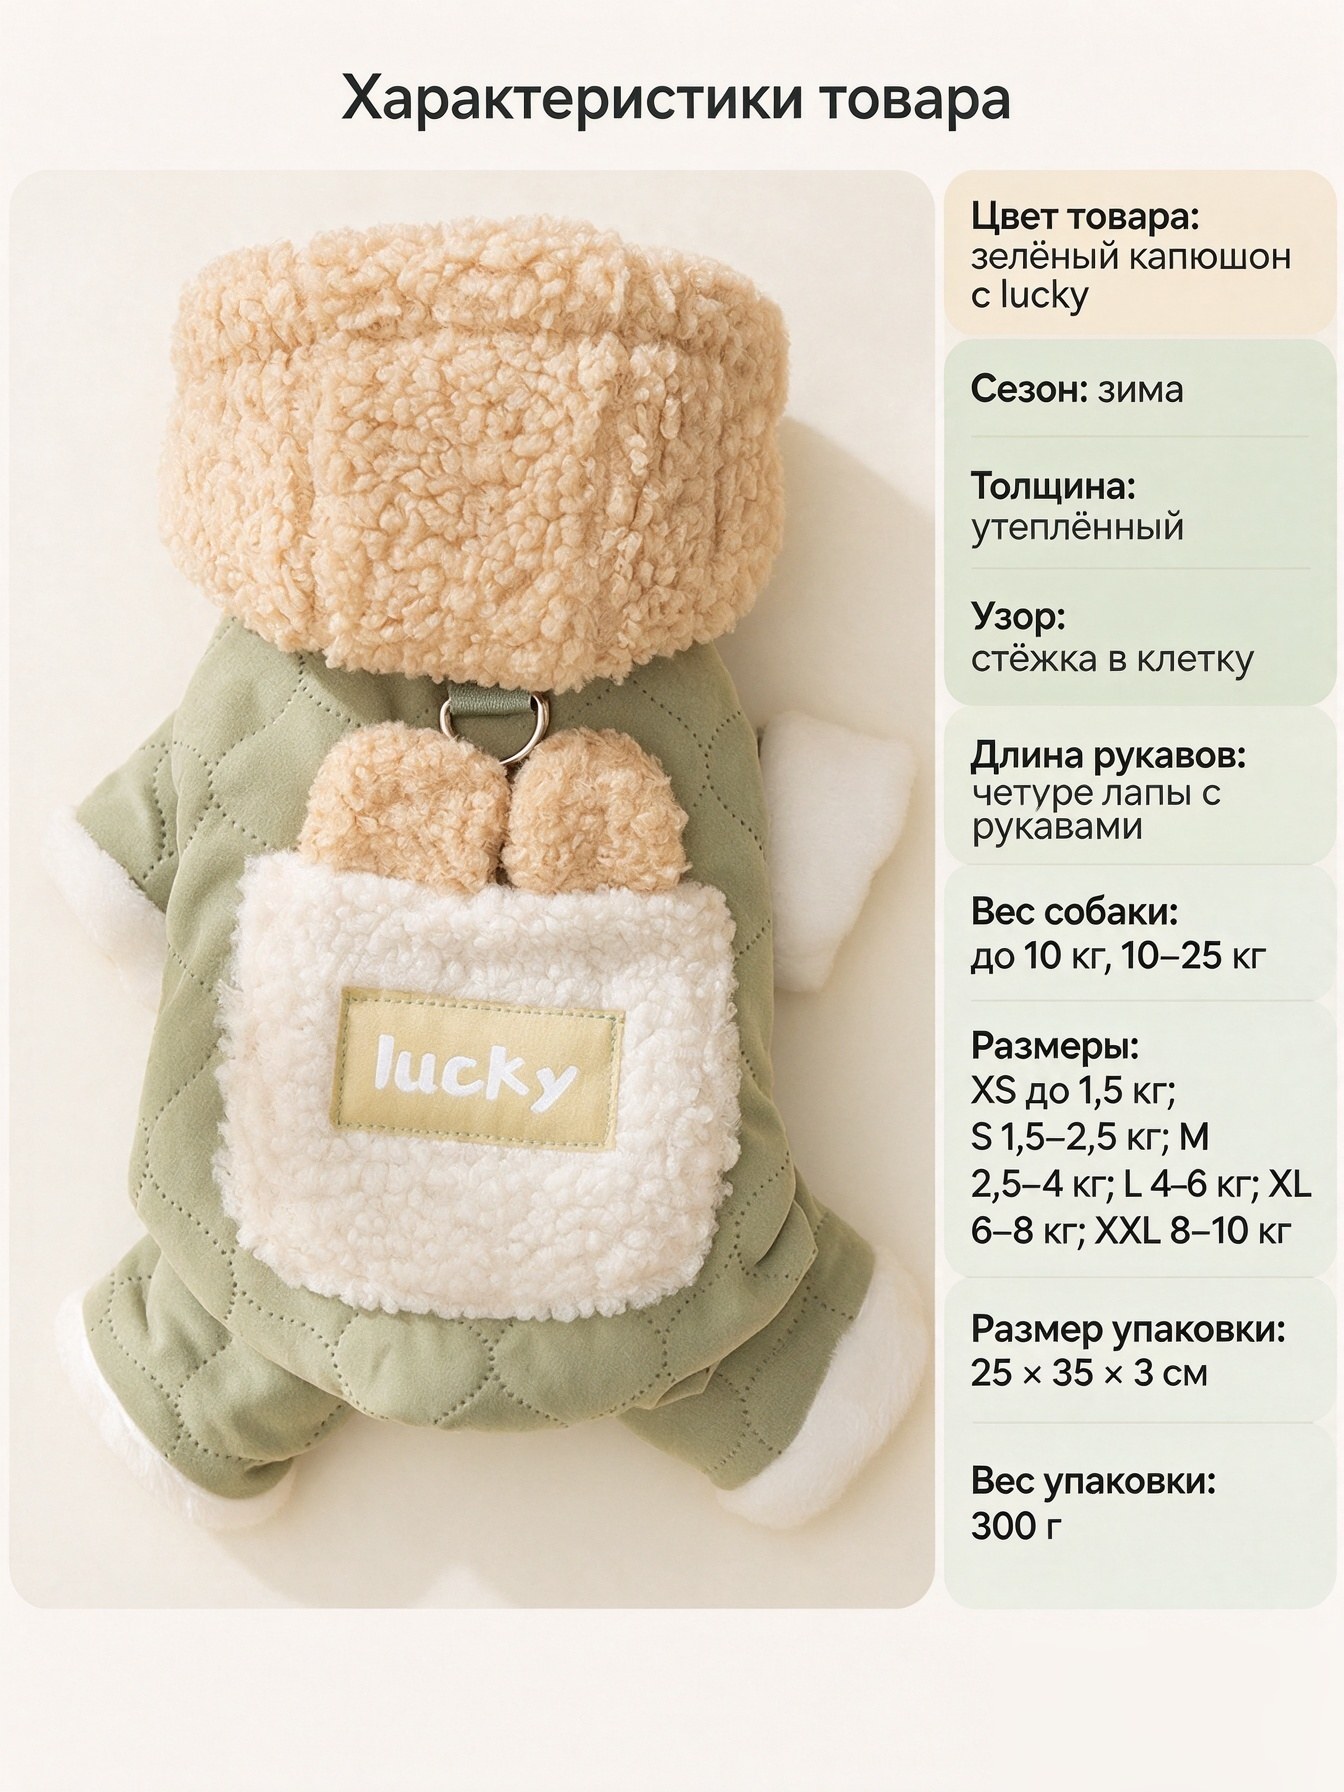 Характеристики товара
lucky
Цвет товара:
зелёный капюшон
с lucky
Сезон: зима
Толщина:
утеплённый
Узор:
стёжка в клетку
Длина рукавов:
четуре лапы с
рукавами
Вес собаки:
до 10 кг, 10–25 кг
Размеры:
XS до 1,5 кг;
S 1,5–2,5 кг; M
2,5–4 кг; L 4–6 кг; XL
6–8 кг; XXL 8–10 кг
Размер упаковки:
25 × 35 × 3 см
Вес упаковки:
300 г